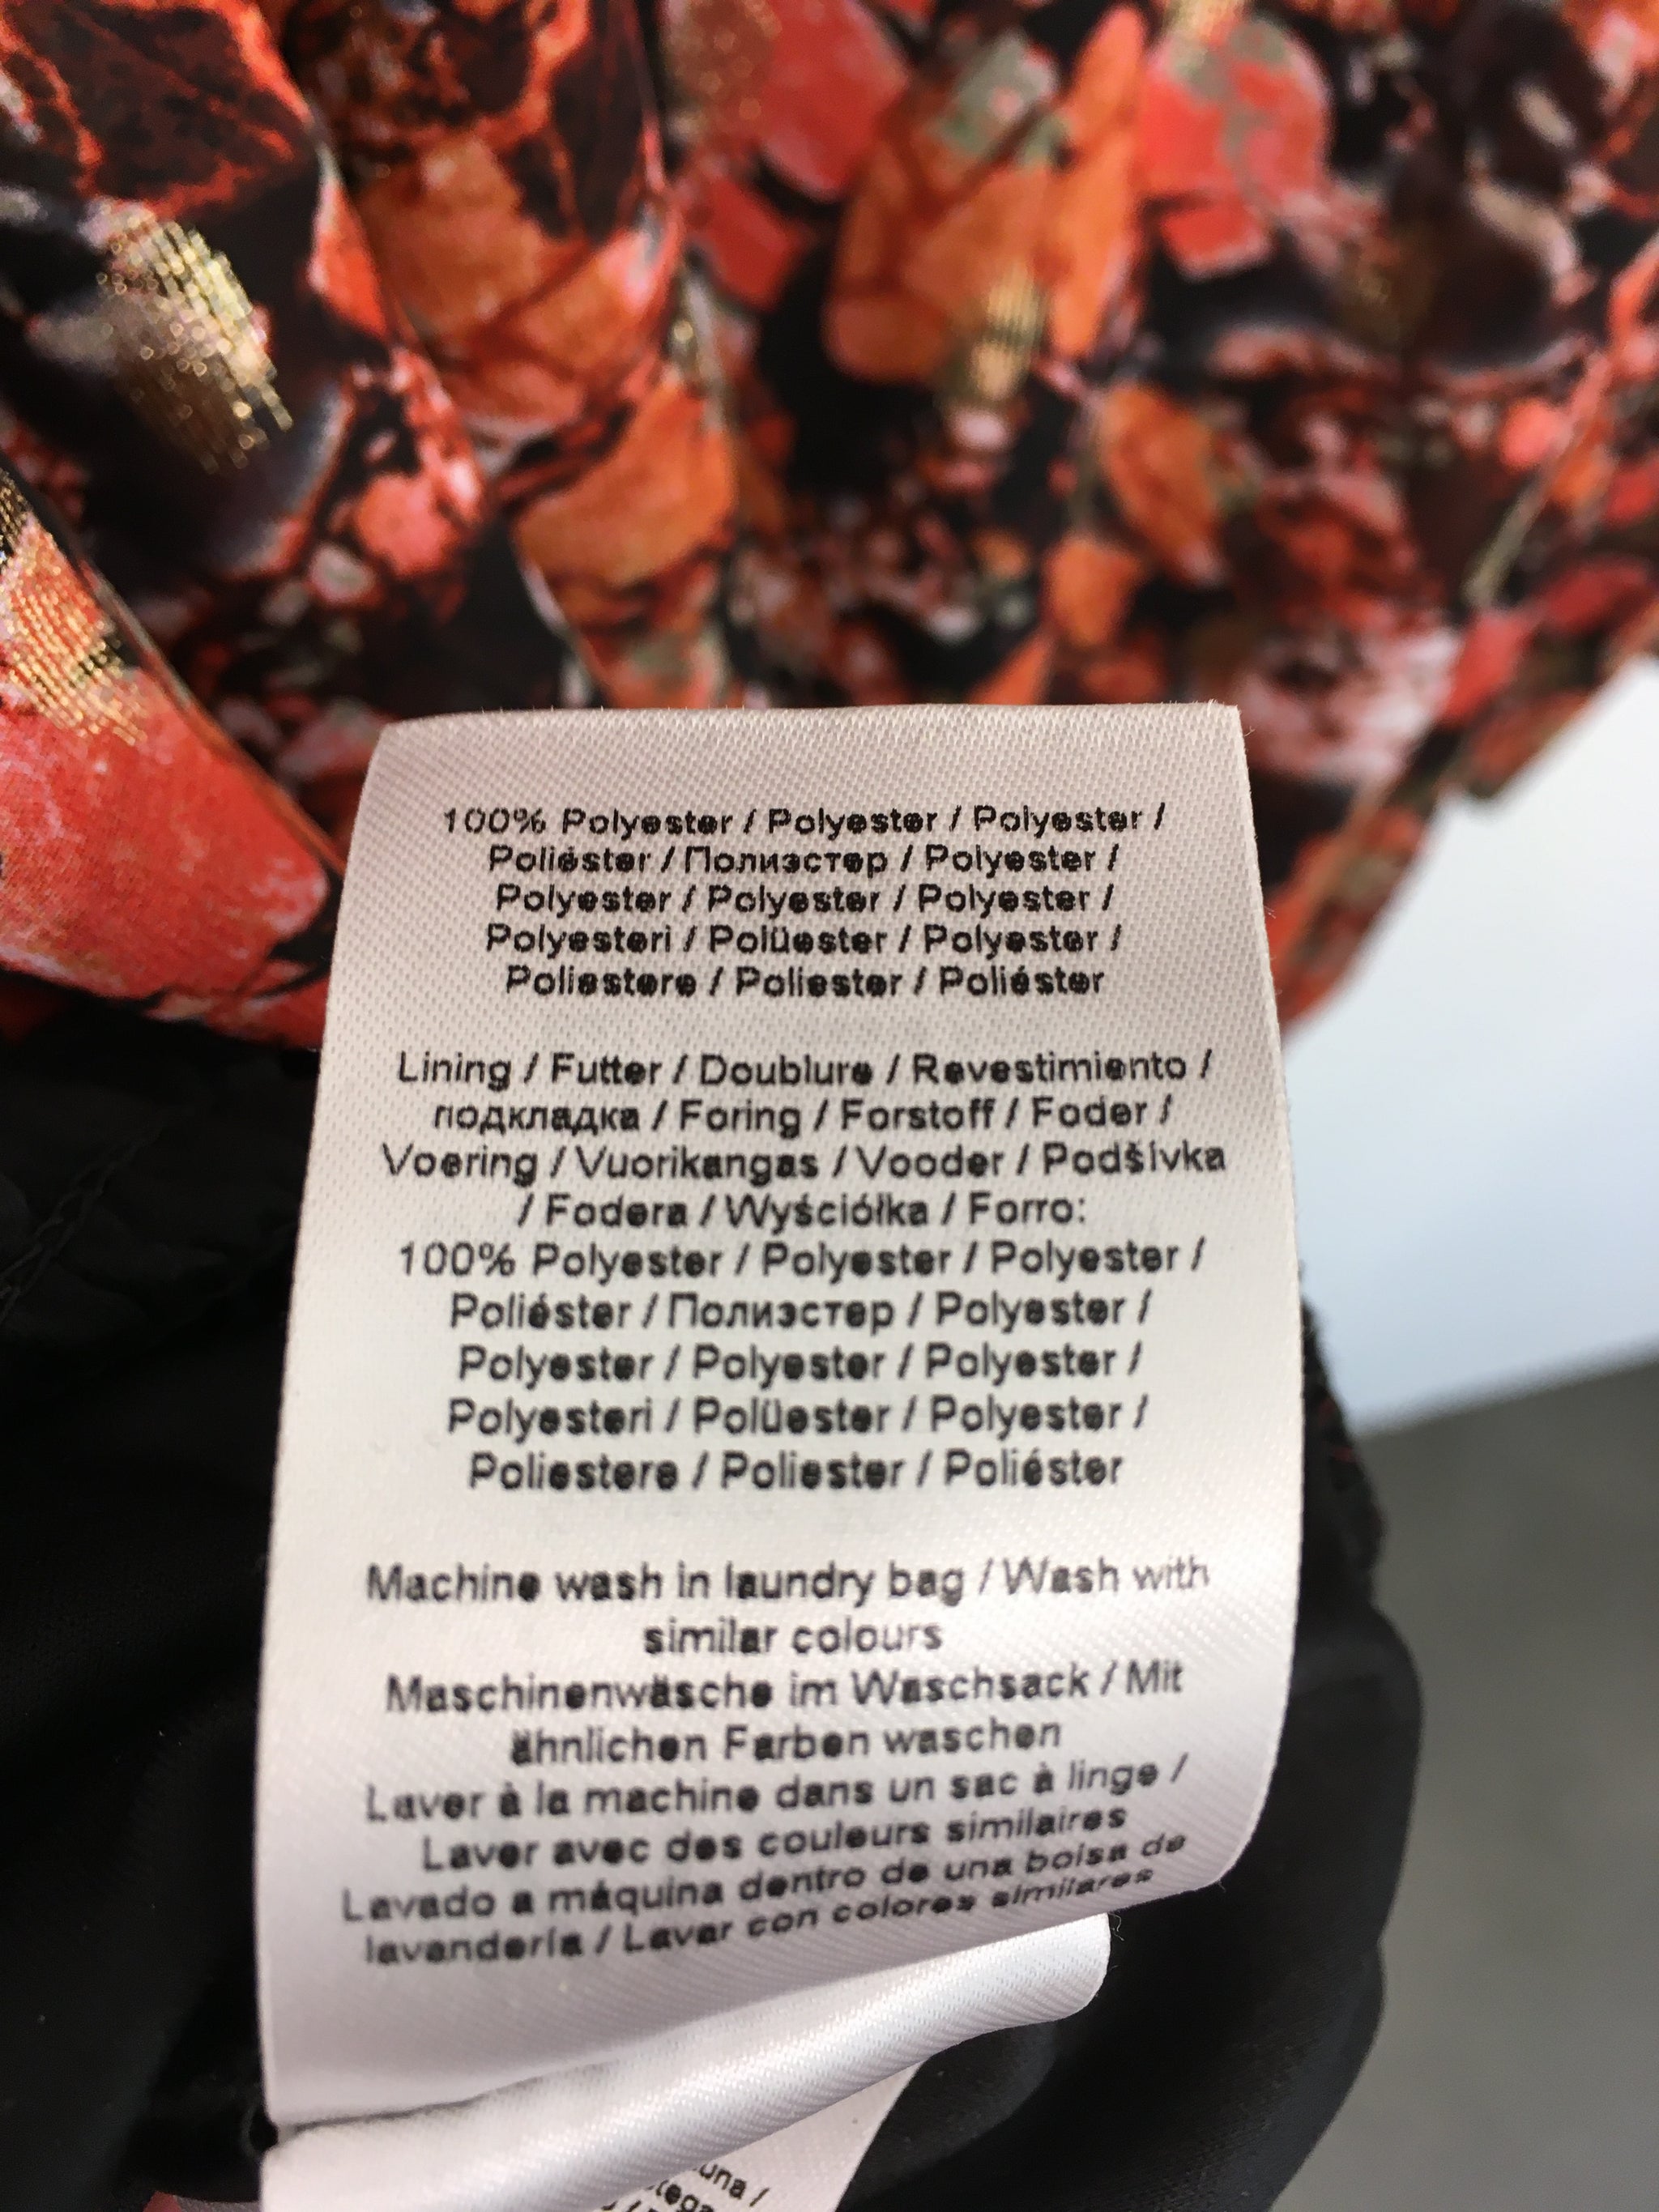 100% Polyester / Polyester / Polyester /
Poliéster / Полиэстер / Polyester /
Polyester / Polyester / Polyester /
Polyesteri / Polüester / Polyester /
Poliestere / Poliester / Poliéster
Lining / Futter / Doublure / Revestimiento /
подкладка / Foring / Forstoff / Foder /
Voering / Vuorikangas / Vooder / Podšívka
/ Fodera / Wyściółka / Forro:
100% Polyester / Polyester / Polyester /
Poliéster / Полиэстер / Polyester /
Polyester / Polyester / Polyester /
Polyesteri / Polüester / Polyester /
Poliestere / Poliester / Poliéster
Machine wash in laundry bag / Wash with
similar colours
Maschinenwäsche im Waschsack / Mit
ähnlichen Farben waschen
Laver à la machine dans un sac à linge /
Laver avec des couleurs similaires
Lavado a máquina dentro de una bolsa de
lavandería / Lavar con colores similares